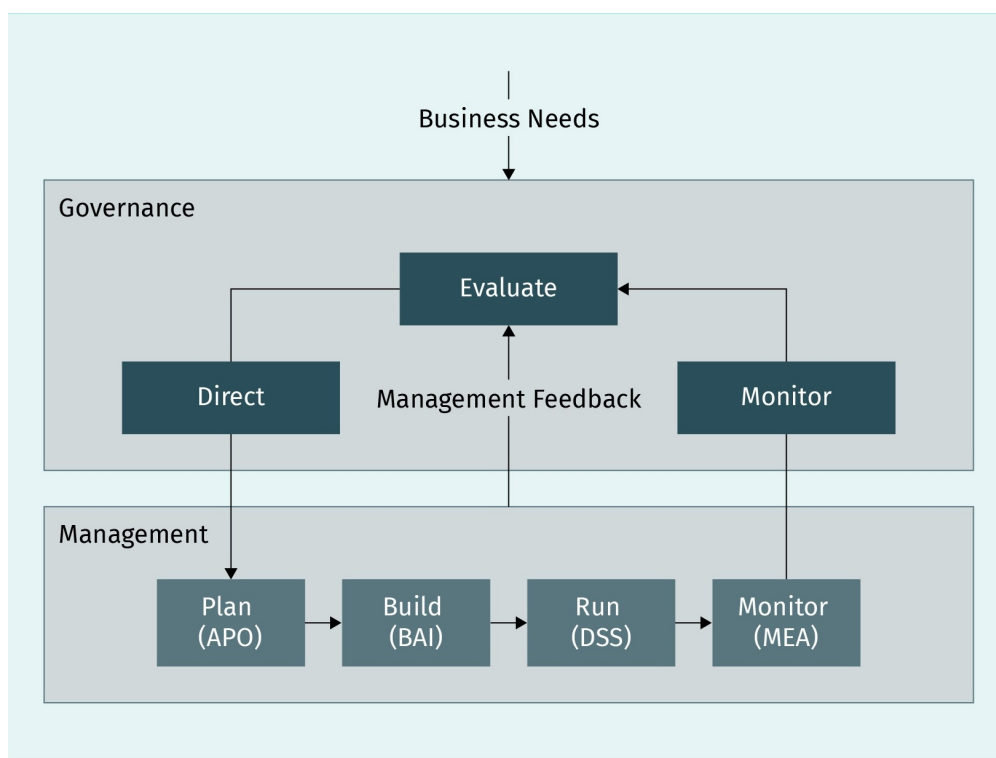 Business Needs
Governance
Evaluate
Direct
Management Feedback
Monitor
Management
Plan
(APO)
Build
(BAI)
Run
(DSS)
Monitor
(MEA)